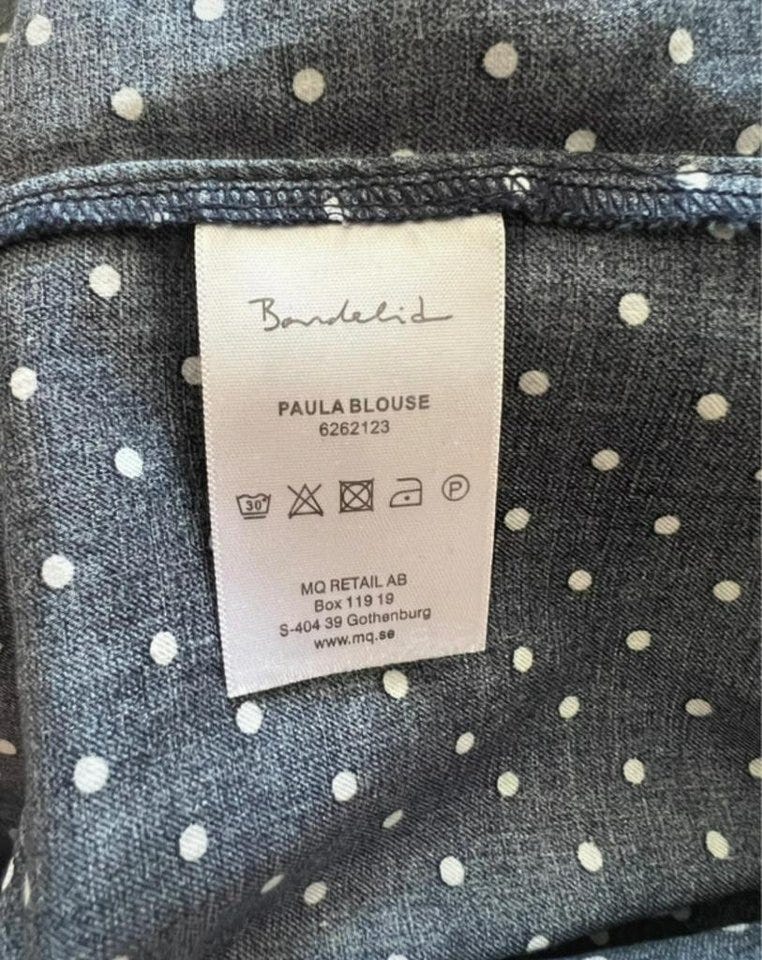 Bondelid
PAULA BLOUSE
6262123
30°
P
MQ RETAIL AB
Box 119 19
S-404 39 Gothenburg
www.mq.se